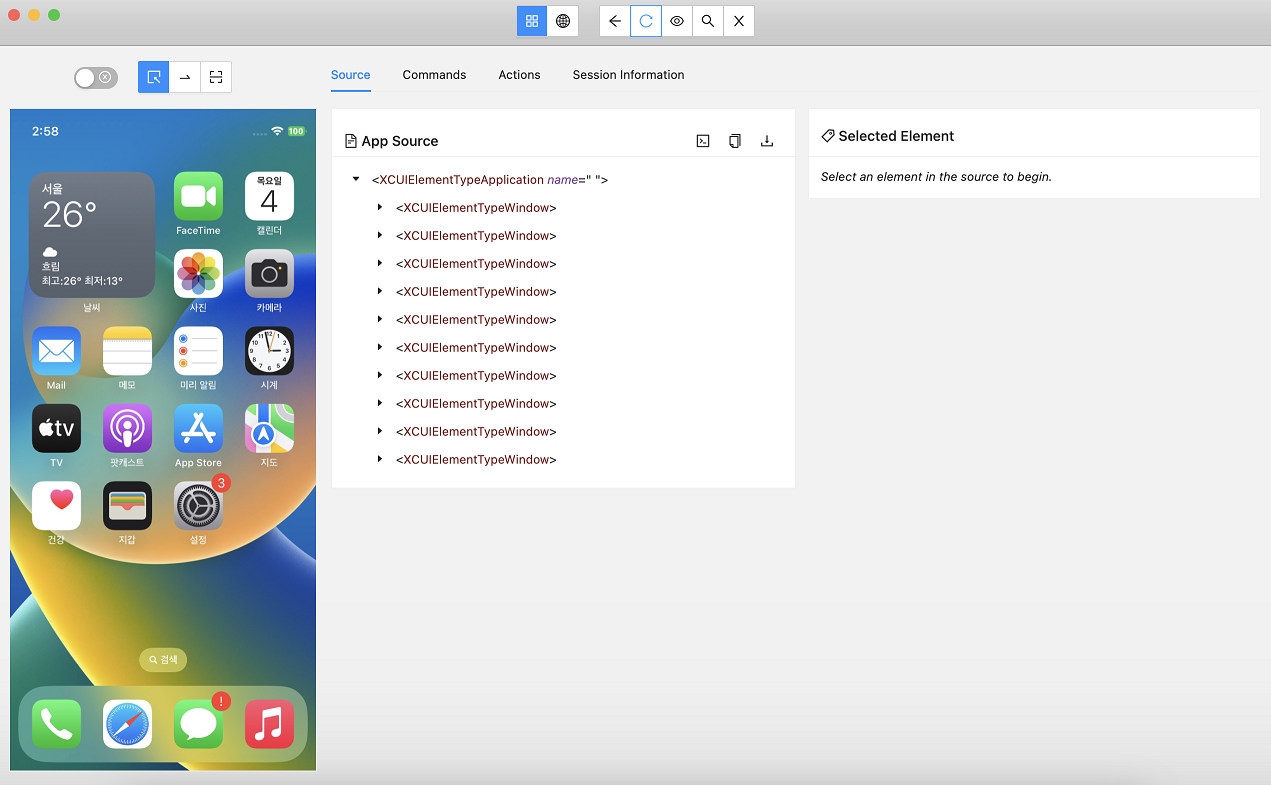 Source
Commands
Actions
Session Information
2:58
100
서울
26°
흐림
최고:26° 최저:13°
날씨
FaceTime
목요일
4
캘린더
사진
카메라
Mail
메모
미리 알림
시계
tv
TV
팟캐스트
App Store
지도
3
건강
지갑
설정
검색
!
App Source
<XCUIElementTypeApplication name=" ">
<XCUIElementTypeWindow>
<XCUIElementTypeWindow>
<XCUIElementTypeWindow>
<XCUIElementTypeWindow>
<XCUIElementTypeWindow>
<XCUIElementTypeWindow>
<XCUIElementTypeWindow>
<XCUIElementTypeWindow>
<XCUIElementTypeWindow>
<XCUIElementTypeWindow>
Selected Element
Select an element in the source to begin.